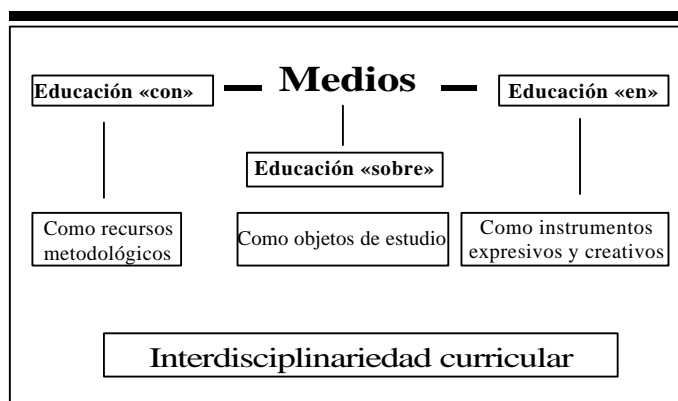 Medios
Educación «con»
Educación «en»
Educación «sobre»
Como recursos
metodológicos
Como objetos de estudio
Como instrumentos
expresivos y creativos
Interdisciplinariedad curricular